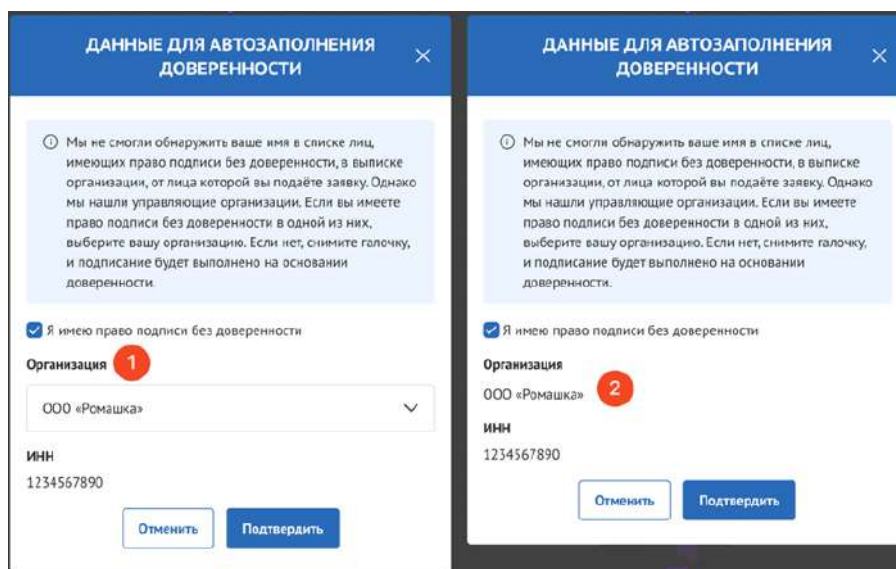 ДАННЫЕ ДЛЯ АВТОЗАПОЛНЕНИЯ
ДОВЕРЕННОСТИ
Мы не смогли обнаружить ваше имя в списке лиц,
имеющих право подписи без доверенности, в выписке
организации, от лица которой вы подаёте заявку. Однако
мы нашли управляющие организации. Если вы имеете
право подписи без доверенности в одной из них,
выберите вашу организацию. Если нет, снимите галочку,
и подписание будет выполнено на основании
доверенности.
Я имею право подписи без доверенности
Организация 1
ООО «Ромашка»
ИНН
1234567890
Отменить Подтвердить
ДАННЫЕ ДЛЯ АВТОЗАПОЛНЕНИЯ
ДОВЕРЕННОСТИ
Мы не смогли обнаружить ваше имя в списке лиц,
имеющих право подписи без доверенности, в выписке
организации, от лица которой вы подаёте заявку. Однако
мы нашли управляющие организации. Если вы имеете
право подписи без доверенности в одной из них,
выберите вашу организацию. Если нет, снимите галочку,
и подписание будет выполнено на основании
доверенности.
Я имею право подписи без доверенности
Организация
ООО «Ромашка» 2
ИНН
1234567890
Отменить Подтвердить